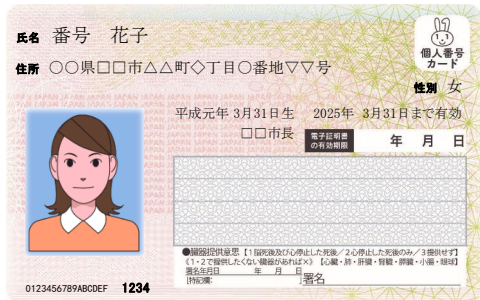 氏名 番号 花子
個人番号
カード
住所 ○○県□□市△△町◇丁目○番地▽▽号
性別 女
平成元年 3月31日生 2025年 3月31日まで有効
□□市長 電子証明書の有効期限 年 月 日
●臓器提供意思【1脳死後及び心停止した死後／2心停止した死後のみ／3提供せず】
《1・2で提供したくない臓器があれば×》【心臓・肺・肝臓・腎臓・膵臓・小腸・眼球】
署名年月日 年 月 日
[特記欄: ]署名
0123456789ABCDEF 1234